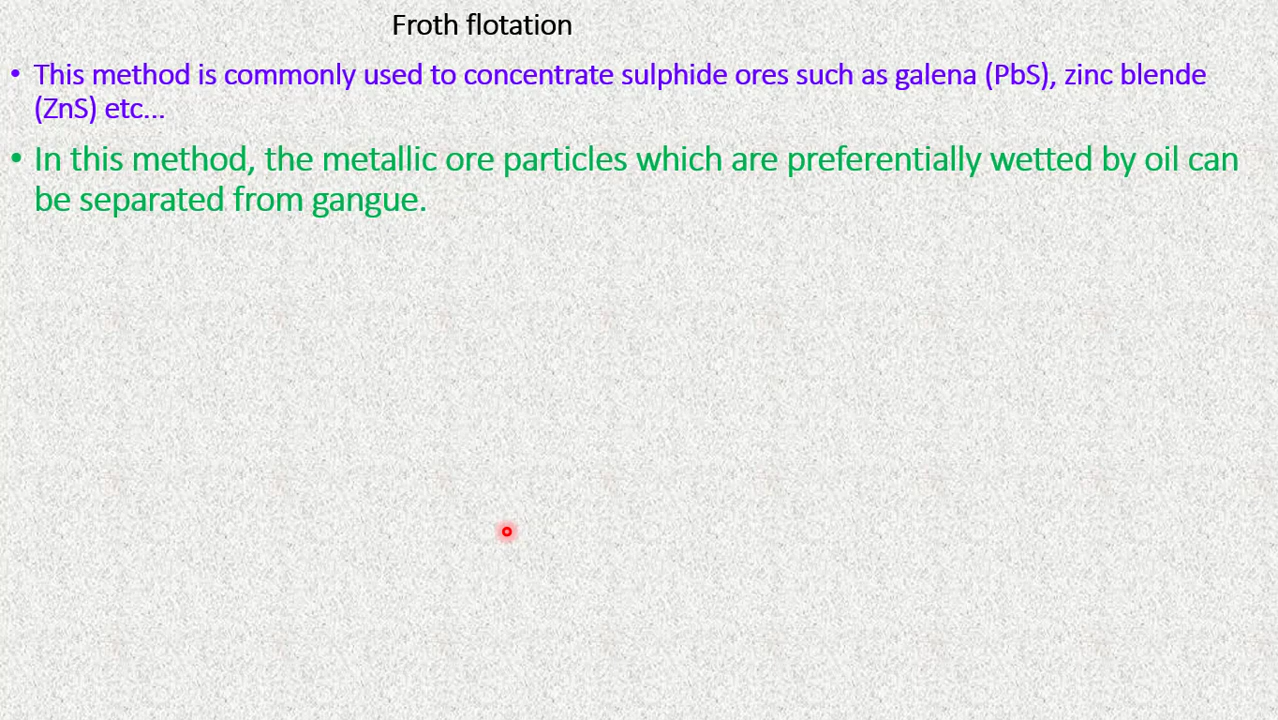 Froth flotation
• This method is commonly used to concentrate sulphide ores such as galena (PbS), zinc blende
(ZnS) etc...
• In this method, the metallic ore particles which are preferentially wetted by oil can
be separated from gangue.